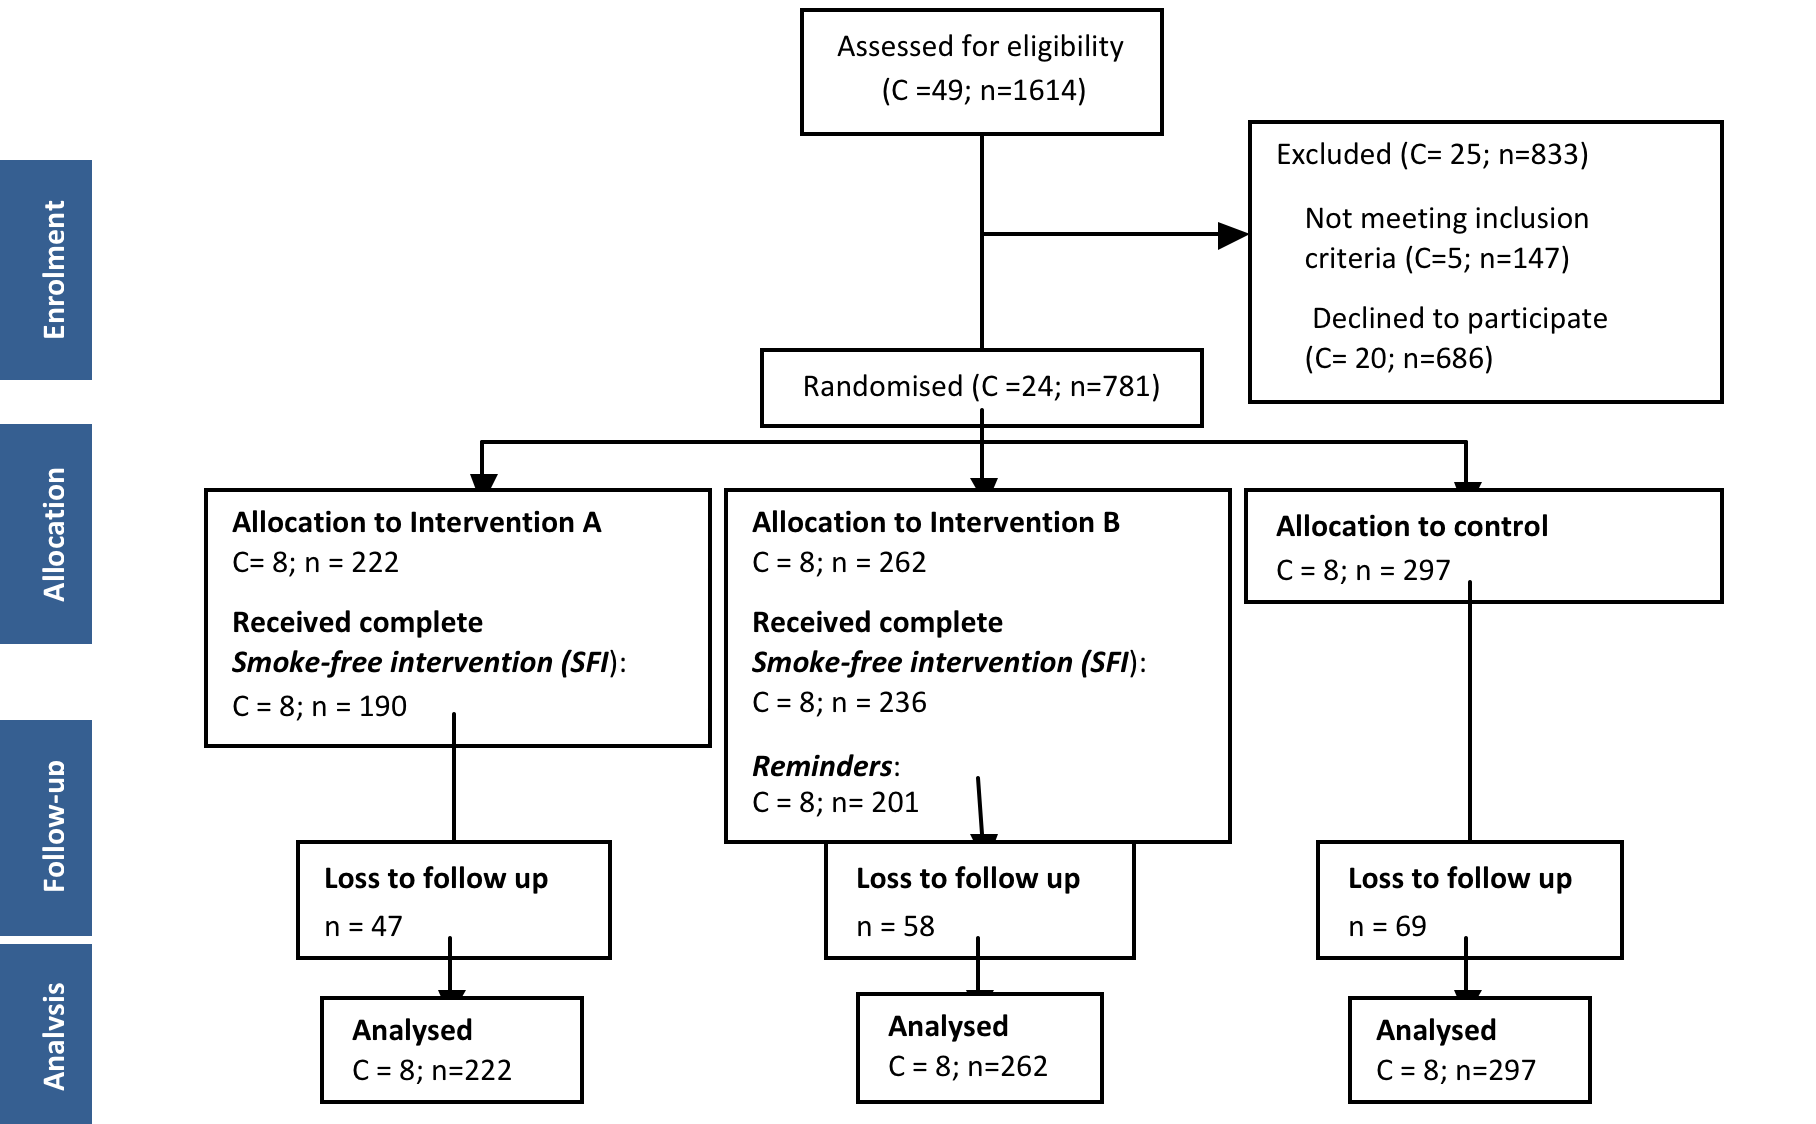 Assessed for eligibility
(C =49; n=1614)
Excluded (C= 25; n=833)
Not meeting inclusion
criteria (C=5; n=147)
Declined to participate
(C= 20; n=686)
Enrolment
Randomised (C =24; n=781)
Allocation
Allocation to Intervention A
C= 8; n = 222
Received complete
Smoke-free intervention (SFI):
C = 8; n = 190
Allocation to Intervention B
C = 8; n = 262
Received complete
Smoke-free intervention (SFI):
C = 8; n = 236
Reminders:
C = 8; n= 201
Allocation to control
C = 8; n = 297
Follow-up
Loss to follow up
n = 47
Loss to follow up
n = 58
Loss to follow up
n = 69
Analysis
Analysed
C = 8; n=222
Analysed
C = 8; n=262
Analysed
C = 8; n=297